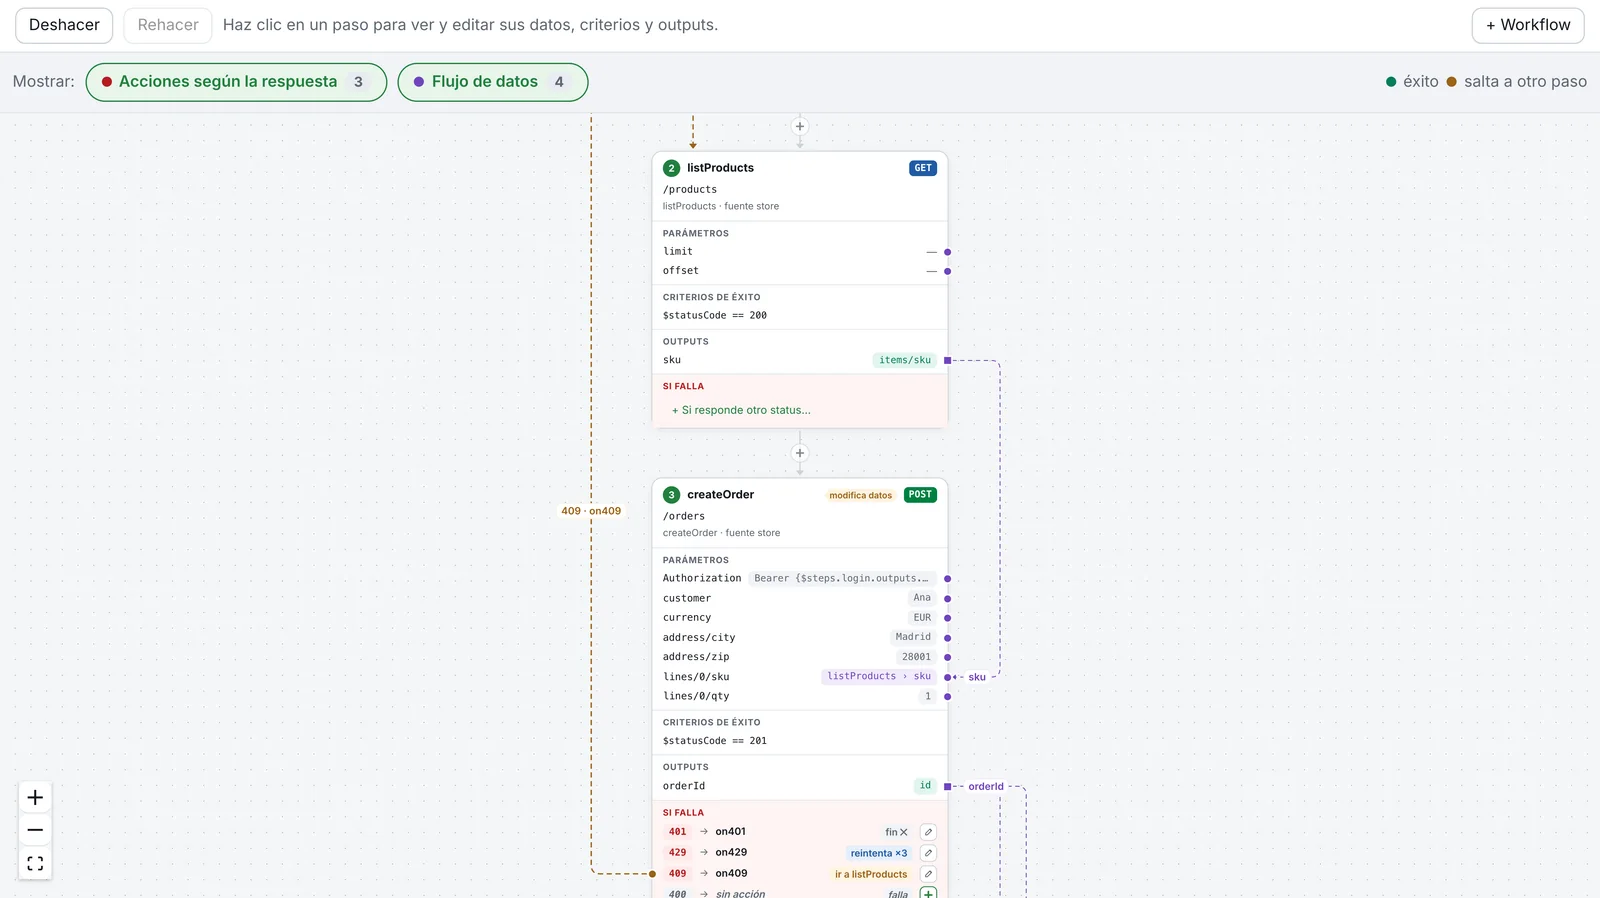 Deshacer Rehacer Haz clic en un paso para ver y editar sus datos, criterios y outputs. + Workflow
Mostrar: Acciones según la respuesta 3 Flujo de datos 4 éxito salta a otro paso
2 listProducts GET
/products
listProducts · fuente store
PARÁMETROS
limit —
offset —
CRITERIOS DE ÉXITO
$statusCode == 200
OUTPUTS
sku items/sku
SI FALLA
+ Si responde otro status...
+
3 createOrder modifica datos POST
409 · on409
/orders
createOrder · fuente store
PARÁMETROS
Authorization Bearer {$steps.login.outputs.…
customer Ana
currency EUR
address/city Madrid
address/zip 28001
lines/0/sku listProducts › sku sku
lines/0/qty 1
CRITERIOS DE ÉXITO
$statusCode == 201
OUTPUTS
orderId id orderId
SI FALLA
401 → on401 fin ✕
429 → on429 reintenta ×3
409 → on409 ir a listProducts
400 → sin acción falla +